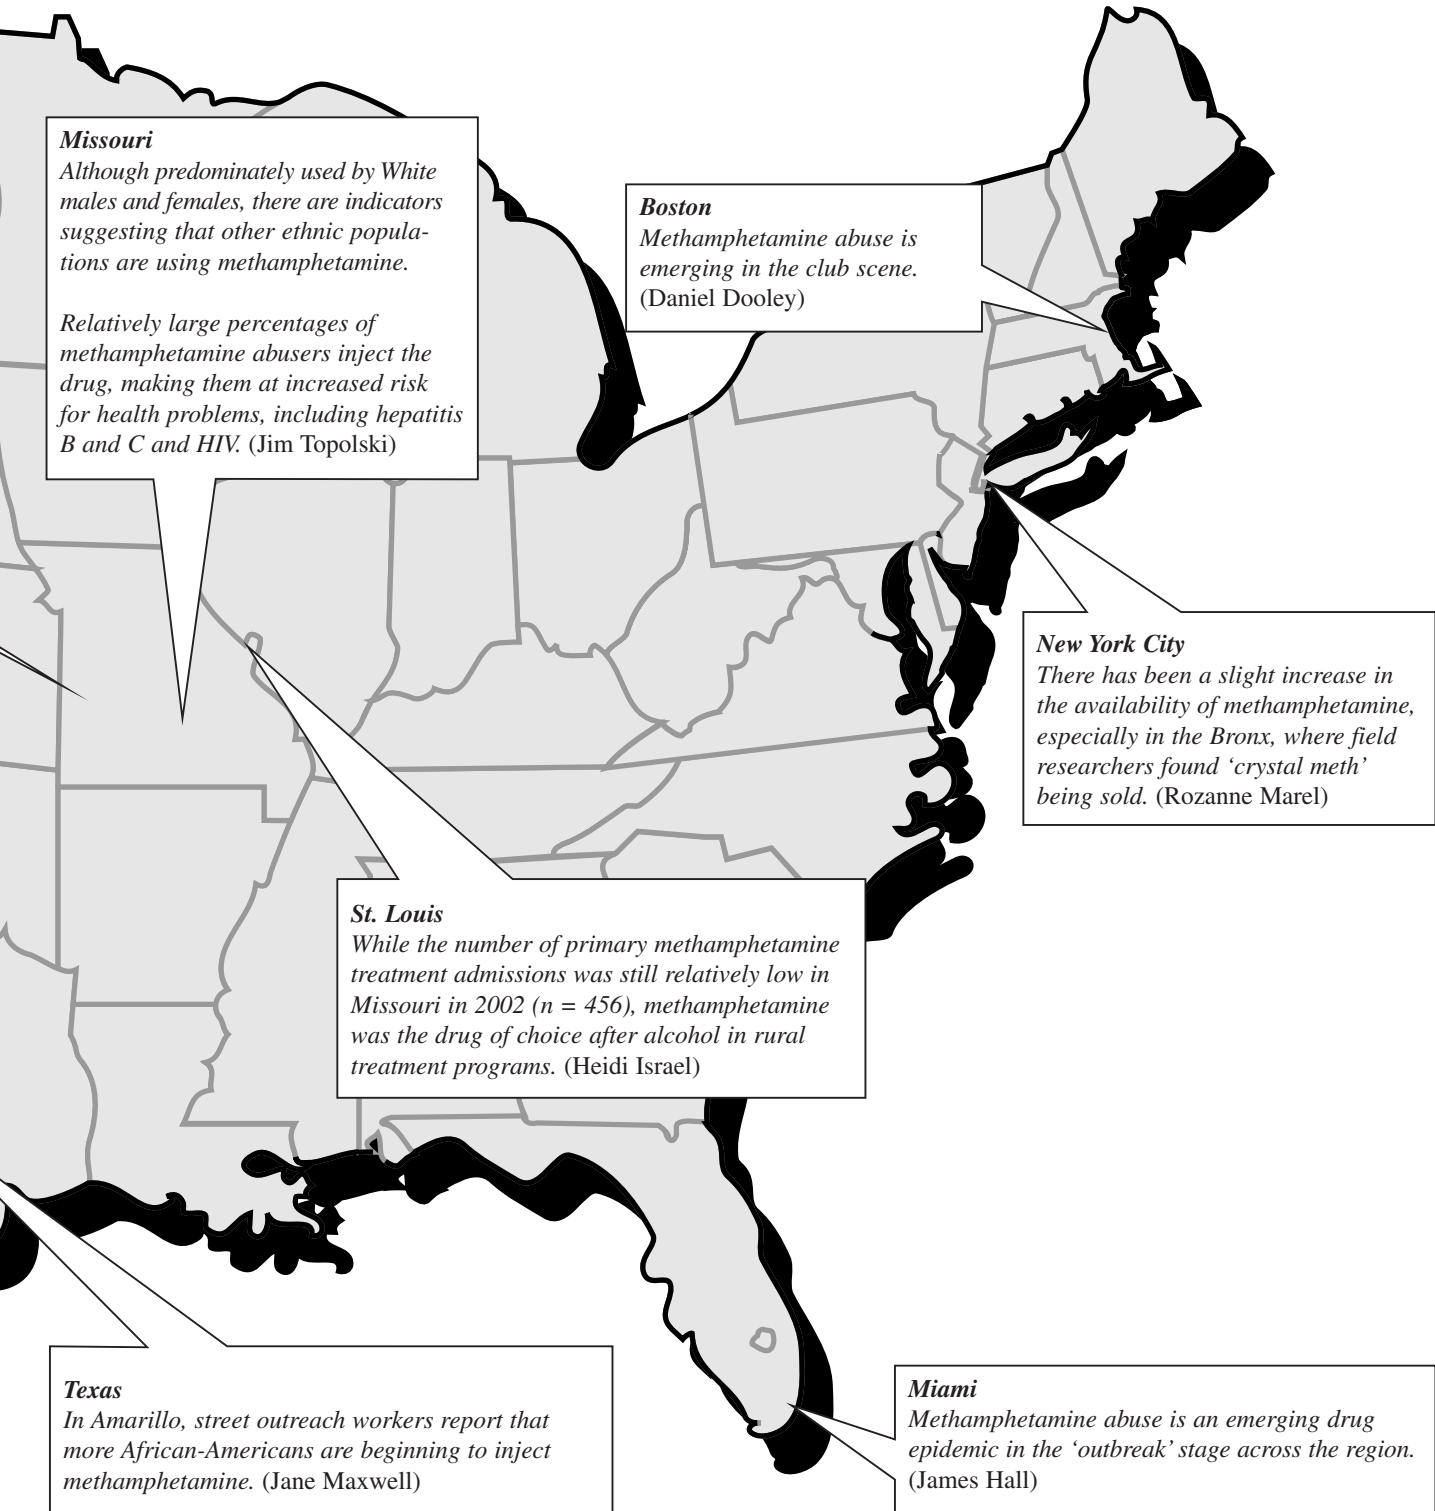 Missouri
Although predominately used by White
males and females, there are indicators
suggesting that other ethnic popula-
tions are using methamphetamine.
Relatively large percentages of
methamphetamine abusers inject the
drug, making them at increased risk
for health problems, including hepatitis
B and C and HIV. (Jim Topolski)
Boston
Methamphetamine abuse is
emerging in the club scene.
(Daniel Dooley)
New York City
There has been a slight increase in
the availability of methamphetamine,
especially in the Bronx, where field
researchers found ‘crystal meth’
being sold. (Rozanne Marel)
St. Louis
While the number of primary methamphetamine
treatment admissions was still relatively low in
Missouri in 2002 (n = 456), methamphetamine
was the drug of choice after alcohol in rural
treatment programs. (Heidi Israel)
Texas
In Amarillo, street outreach workers report that
more African-Americans are beginning to inject
methamphetamine. (Jane Maxwell)
Miami
Methamphetamine abuse is an emerging drug
epidemic in the ‘outbreak’ stage across the region.
(James Hall)